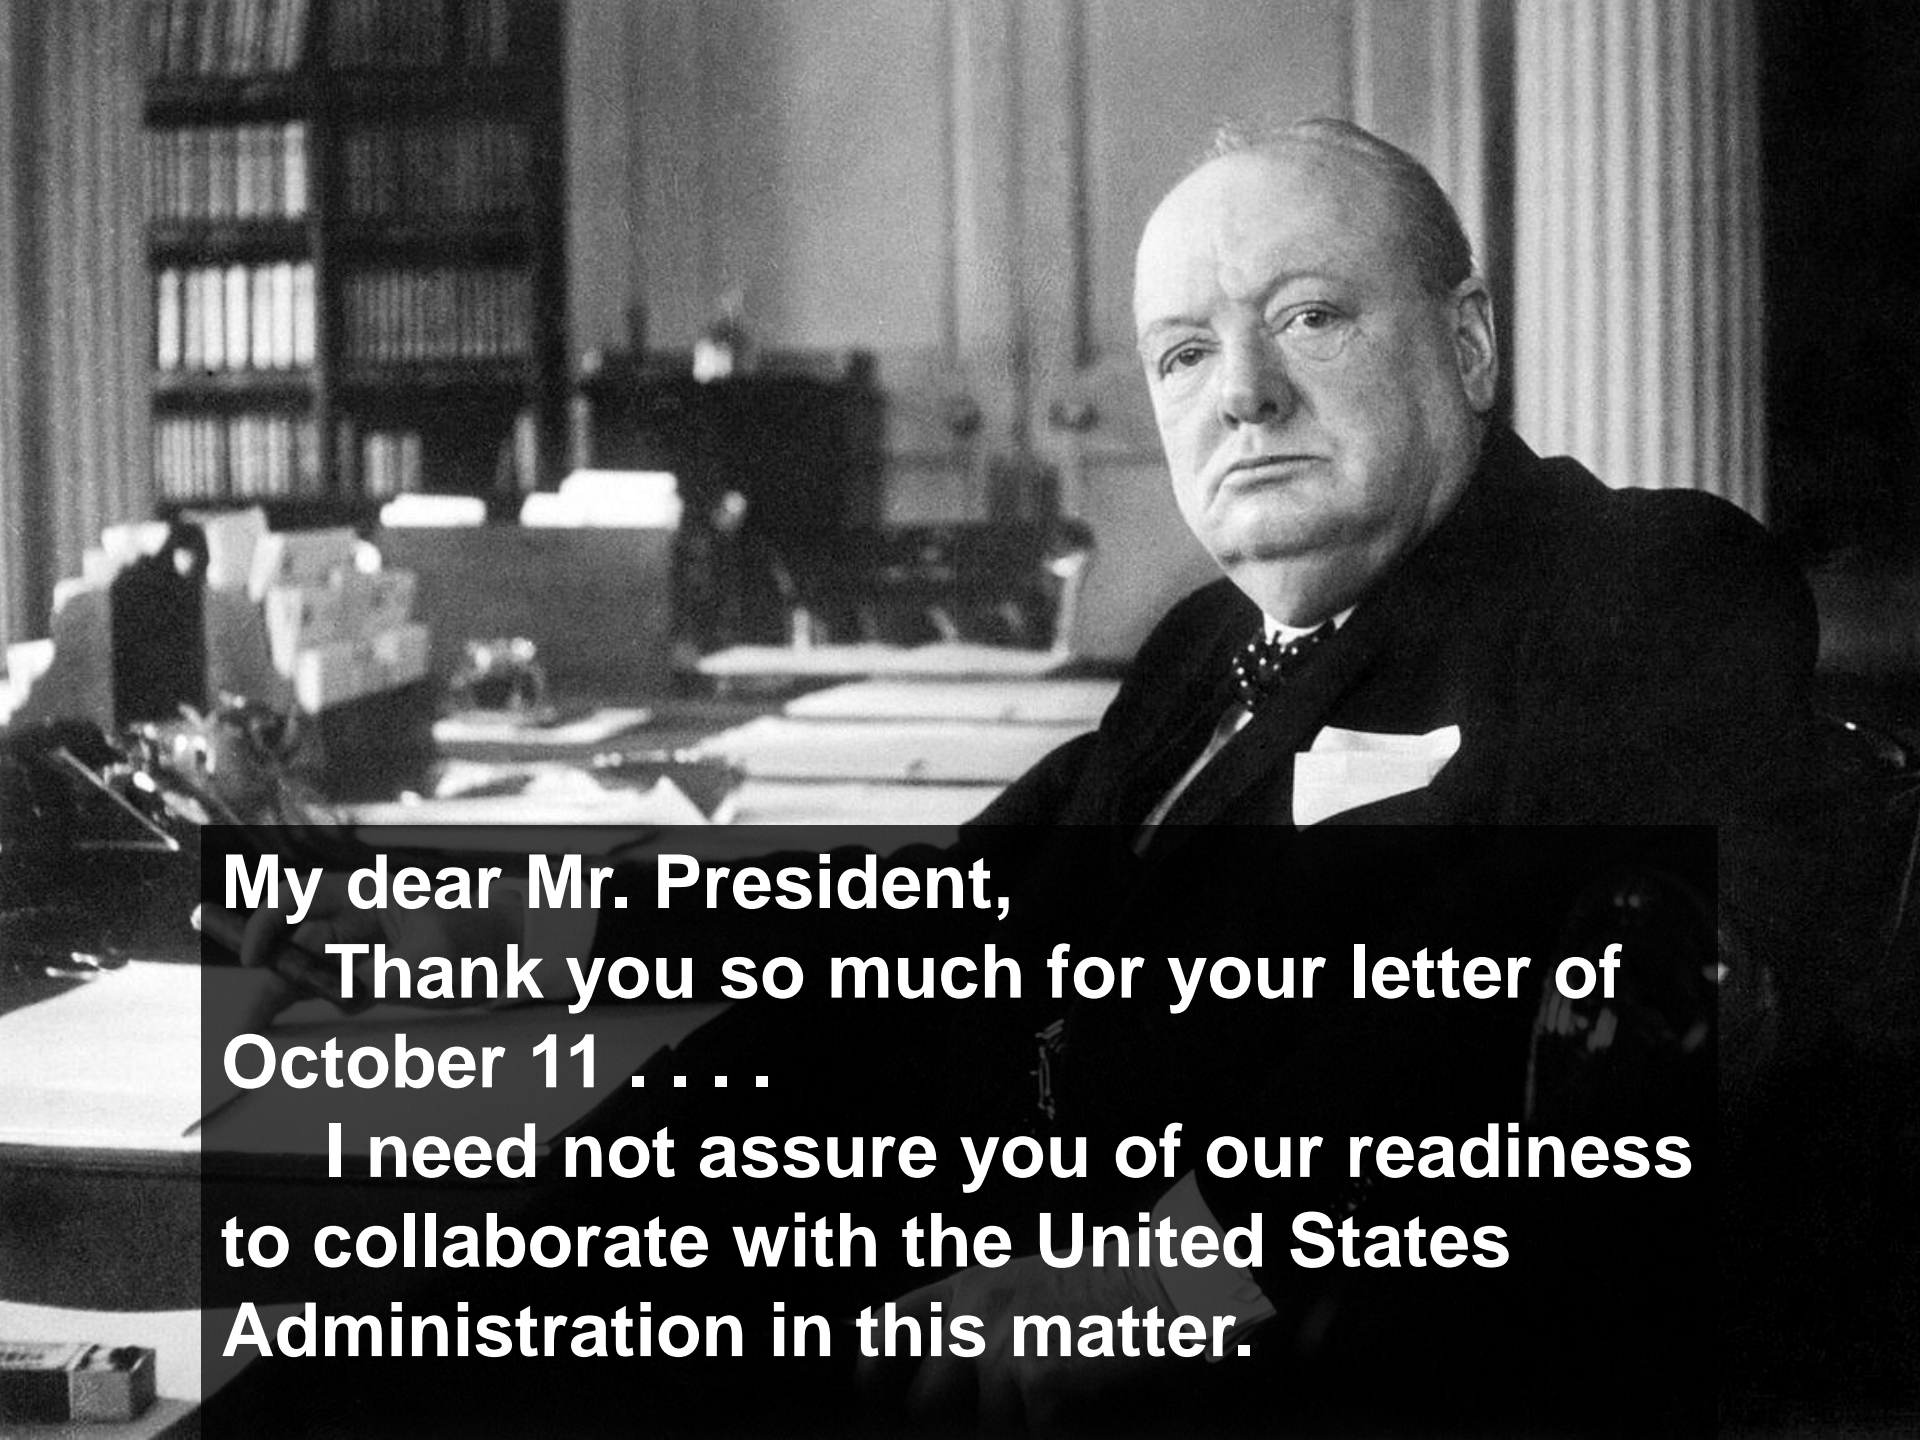 My dear Mr. President,
Thank you so much for your letter of
October 11 . . . .
I need not assure you of our readiness
to collaborate with the United States
Administration in this matter.